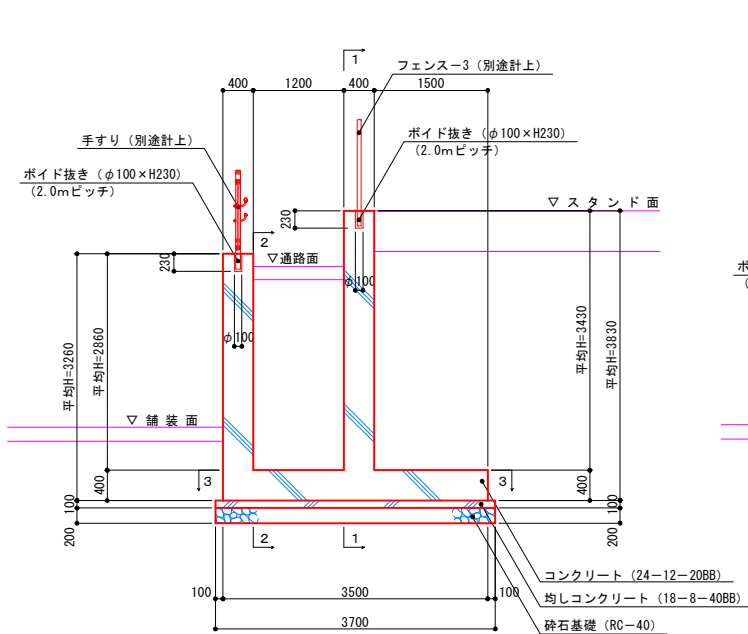 1
フェンス－3（別途計上）
400
1200
400
1500
手すり（別途計上）
ボイド抜き（φ100×H230）
（2.0mピッチ）
ボイド抜き（φ100×H230）
（2.0mピッチ）
▽スタンド面
230
2
▽通路面
230
φ100
φ100
平均H=3260
平均H=2860
平均H=3430
平均H=3830
▽舗装面
3
3
400
400
100
100
200
200
2
1
コンクリート（24－12－20BB）
100
3500
100
均しコンクリート（18－8－40BB）
3700
砕石基礎（RC－40）